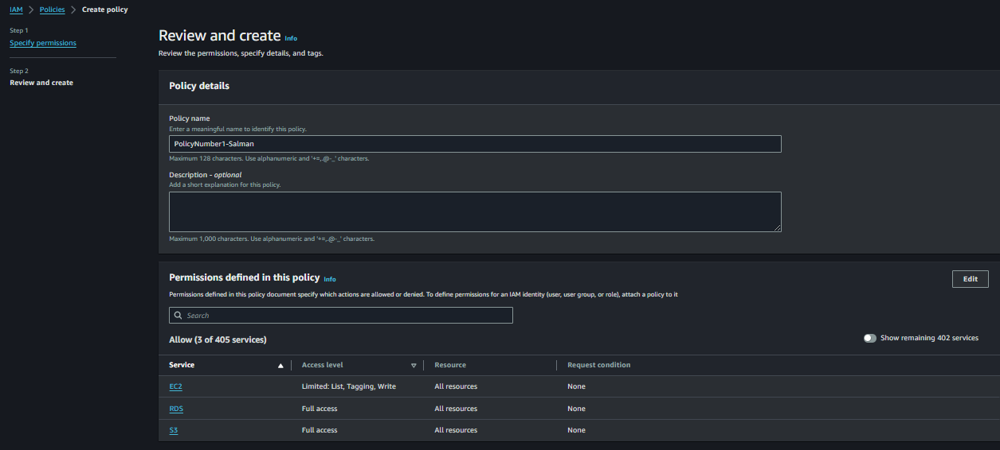 IAM > Policies > Create policy
Step 1
Specify permissions
Step 2
Review and create
Review and create Info
Review the permissions, specify details, and tags.
Policy details
Policy name
Enter a meaningful name to identify this policy.
PolicyNumber1-Salman
Maximum 128 characters. Use alphanumeric and '+=,.@-_' characters.
Description - optional
Add a short explanation for this policy.
Maximum 1,000 characters. Use alphanumeric and '+=,.@-_' characters.
Permissions defined in this policy Info
Edit
Permissions defined in this policy document specify which actions are allowed or denied. To define permissions for an IAM identity (user, user group, or role), attach a policy to it
Search
Allow (3 of 405 services)
Show remaining 402 services
Service Access level Resource Request condition
EC2 Limited: List, Tagging, Write All resources None
RDS Full access All resources None
S3 Full access All resources None